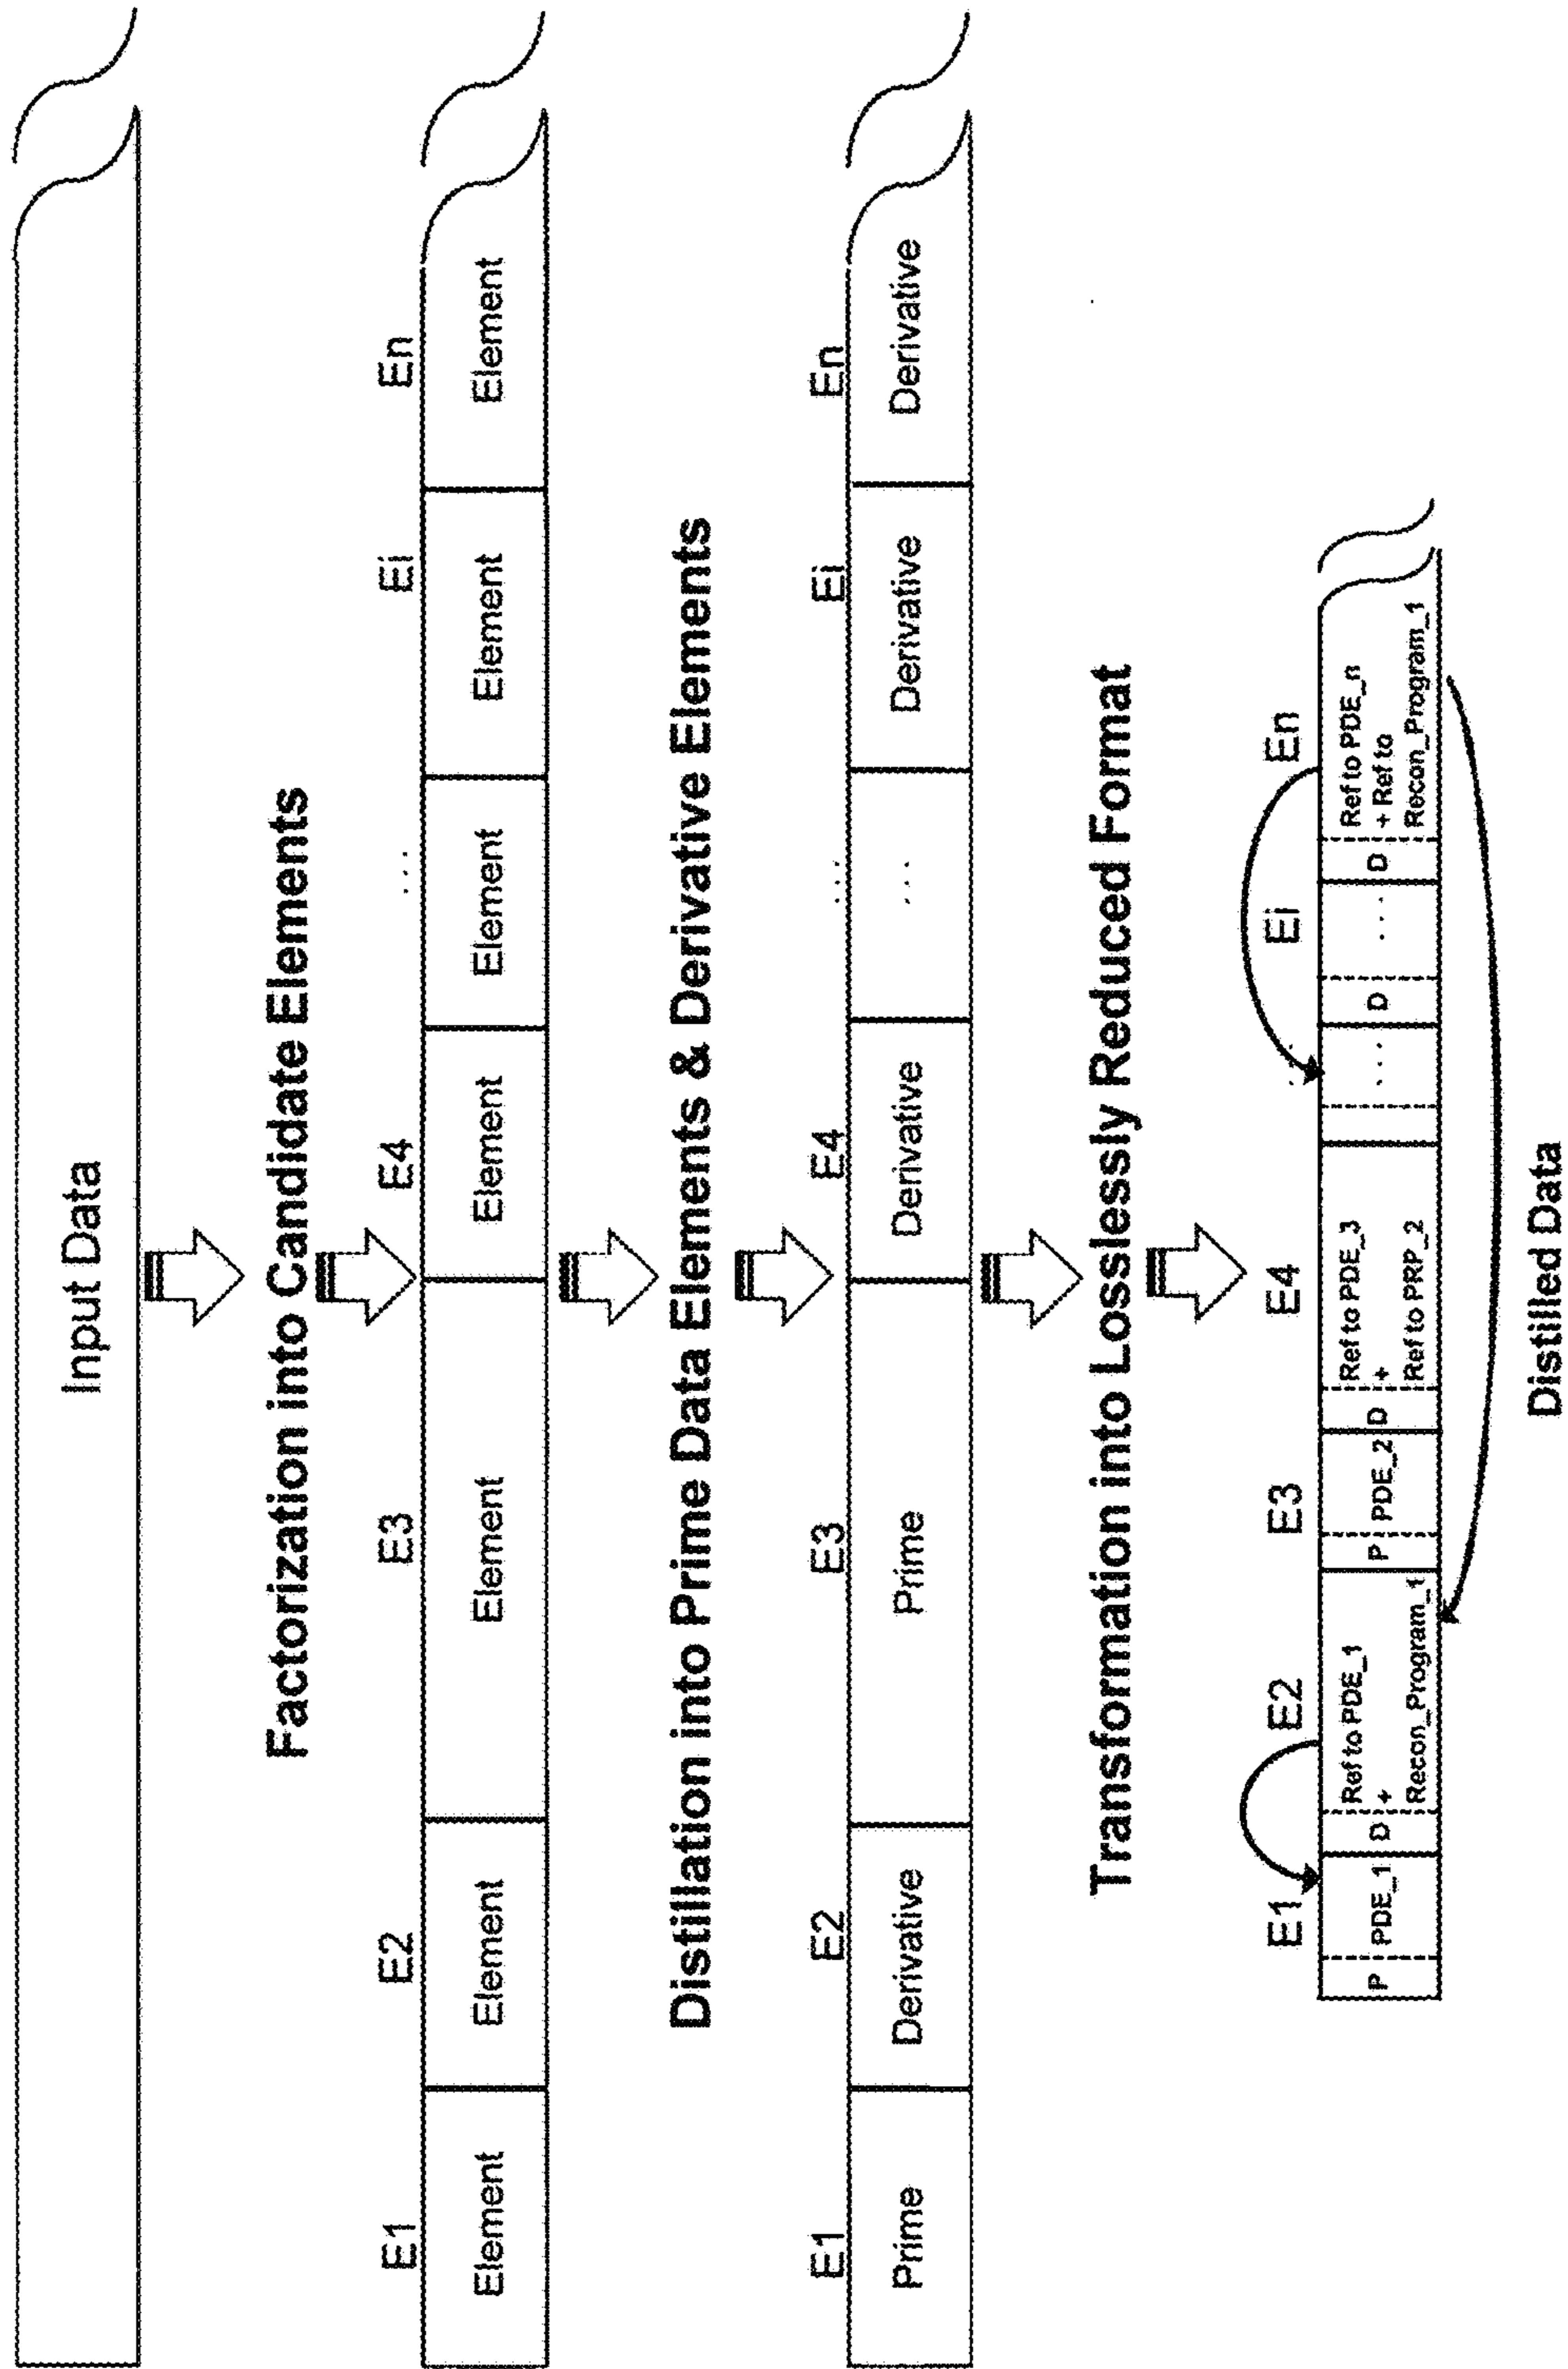 Input Data
Factorization into Candidate Elements
E1 E2 E3 E4 ... Ei En
Element Element Element Element Element Element Element
Distillation into Prime Data Elements & Derivative Elements
E1 E2 E3 E4 ... Ei En
Prime Derivative Prime Derivative ... Derivative Derivative
Transformation into Losslessly Reduced Format
E1 E2 E3 E4 ... Ei En
P PDE_1
D Ref to PDE_1
+
Recon_Program_1
P PDE_2
D Ref to PDE_3
+
Ref to PRP_2
...
D ...
D Ref to PDE_n
+ Ref to
Recon_Program_1
Distilled Data